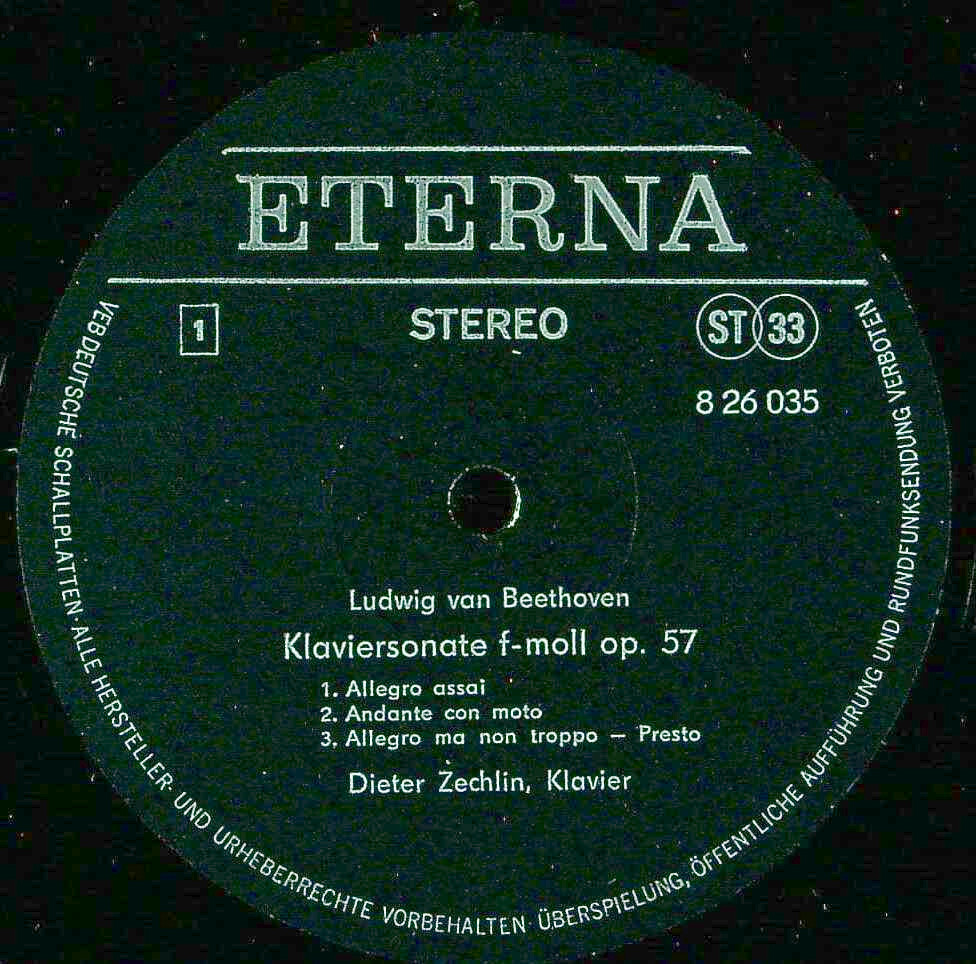 ETERNA
1
STEREO
ST 33
8 26 035
Ludwig van Beethoven
Klaviersonate f-moll op. 57
1. Allegro assai
2. Andante con moto
3. Allegro ma non troppo – Presto
Dieter Zechlin, Klavier
VEB DEUTSCHE SCHALLPLATTEN · ALLE HERSTELLER- UND URHEBERRECHTE VORBEHALTEN · ÜBERSPIELUNG, ÖFFENTLICHE AUFFÜHRUNG UND RUNDFUNKSENDUNG VERBOTEN